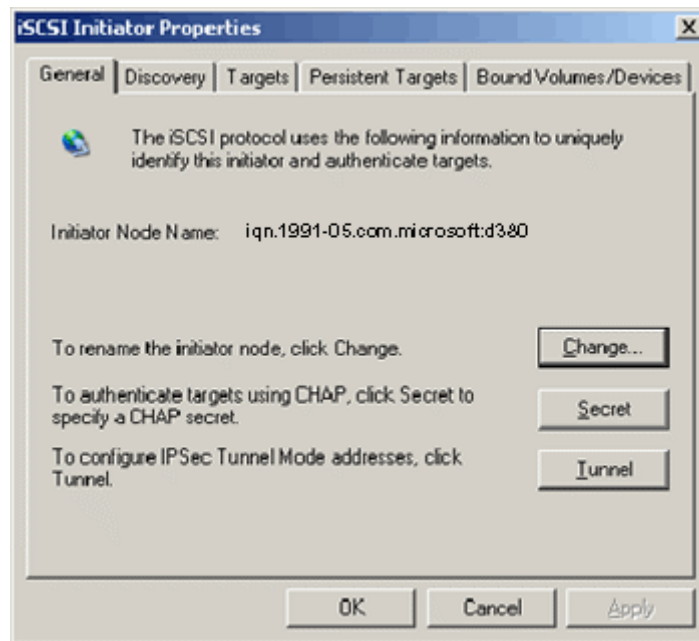 iSCSI Initiator Properties
General
Discovery
Targets
Persistent Targets
Bound Volumes/Devices
The iSCSI protocol uses the following information to uniquely
identify this initiator and authenticate targets.
Initiator Node Name: iqn.1991-05.com.microsoft:d380
To rename the initiator node, click Change.
Change...
To authenticate targets using CHAP, click Secret to
specify a CHAP secret.
Secret
To configure IPSec Tunnel Mode addresses, click
Tunnel.
Tunnel
OK
Cancel
Apply